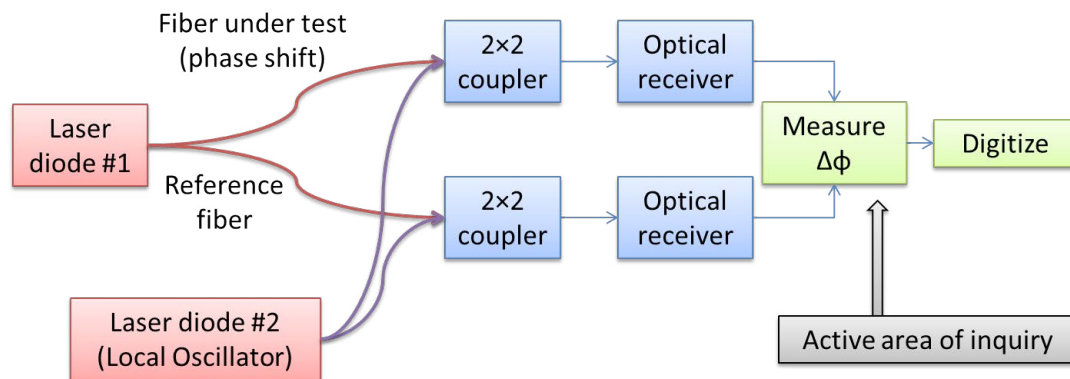 Fiber under test
(phase shift)
2×2
coupler
Optical
receiver
Laser
diode #1
Measure
Δϕ
Digitize
Reference
fiber
2×2
coupler
Optical
receiver
Laser diode #2
(Local Oscillator)
Active area of inquiry